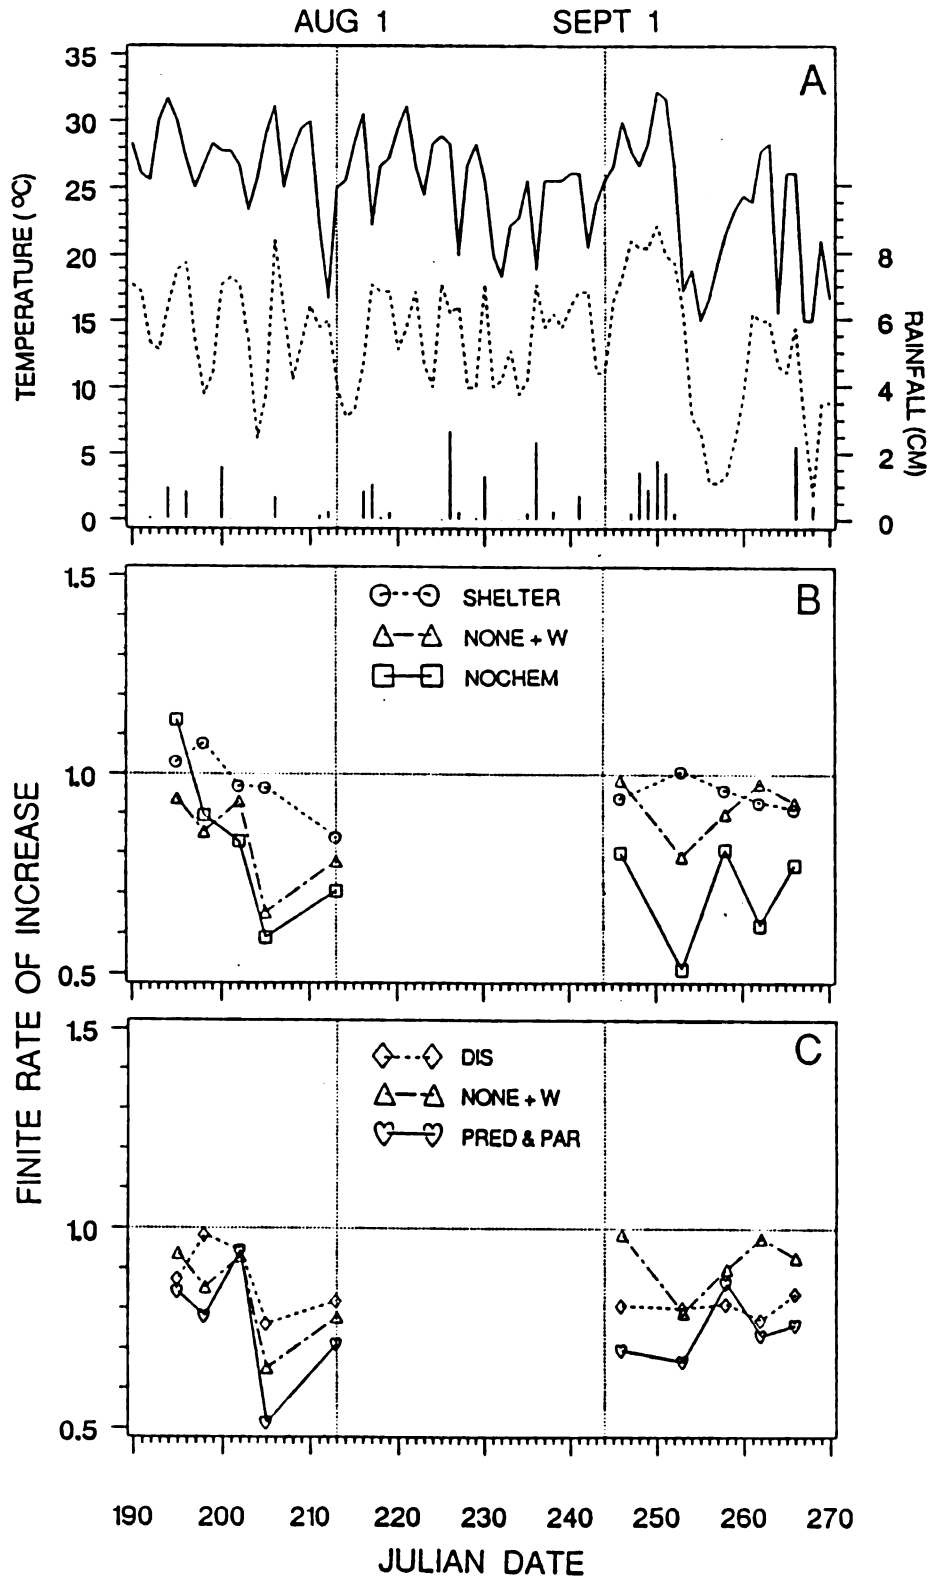 AUG 1 SEPT 1
A
35
30
25
20
15
10
5
0
TEMPERATURE (°C)
8
6
4
2
0
RAINFALL (CM)
B
1.5
1.0
0.5
SHELTER
NONE + W
NOCHEM
FINITE RATE OF INCREASE
C
1.5
1.0
0.5
DIS
NONE + W
PRED & PAR
190 200 210 220 230 240 250 260 270
JULIAN DATE